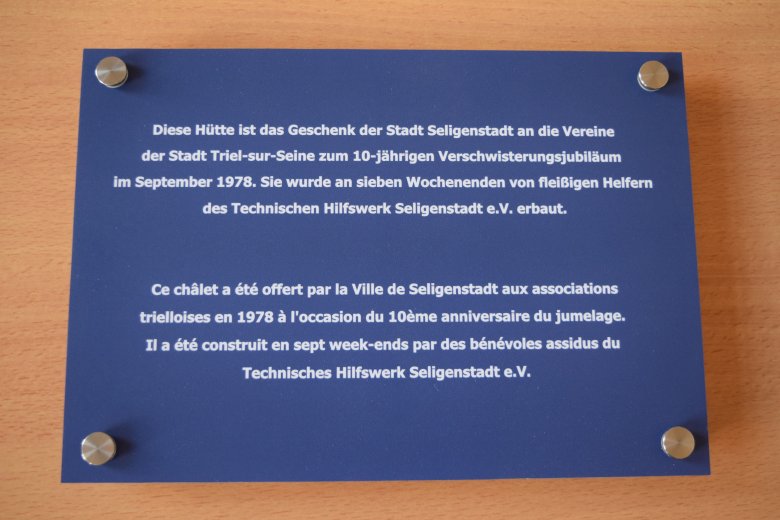 Diese Hütte ist das Geschenk der Stadt Seligenstadt an die Vereine
der Stadt Triel-sur-Seine zum 10-jährigen Verschwisterungsjubiläum
im September 1978. Sie wurde an sieben Wochenenden von fleißigen Helfern
des Technischen Hilfswerk Seligenstadt e.V. erbaut.
Ce châlet a été offert par la Ville de Seligenstadt aux associations
trielloises en 1978 à l'occasion du 10ème anniversaire du jumelage.
Il a été construit en sept week-ends par des bénévoles assidus du
Technisches Hilfswerk Seligenstadt e.V.